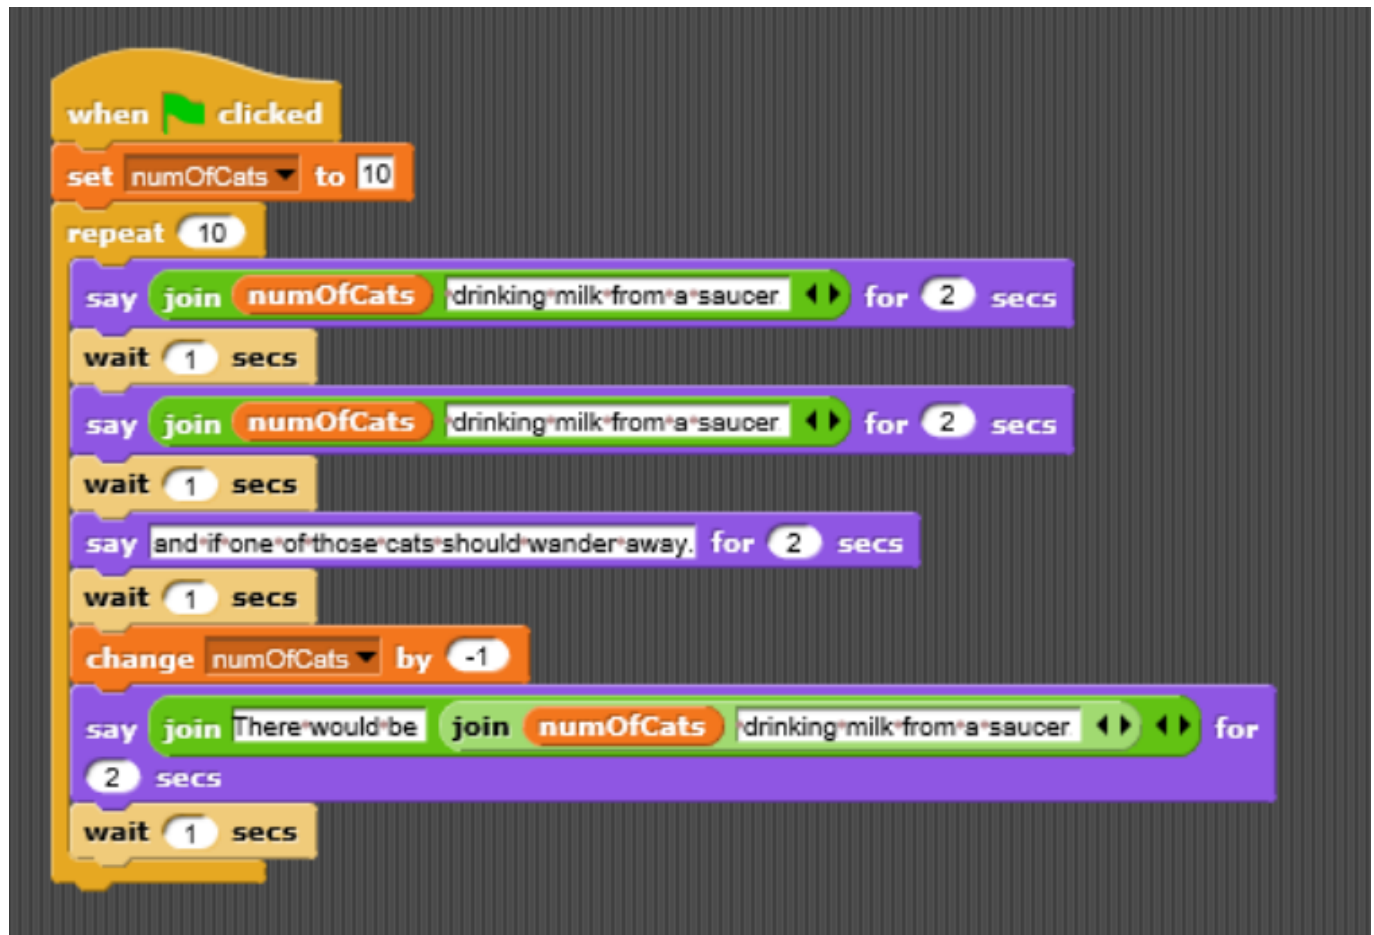 when clicked
set numOfCats to 10
repeat 10
say join numOfCats drinking milk from a saucer for 2 secs
wait 1 secs
say join numOfCats drinking milk from a saucer for 2 secs
wait 1 secs
say and if one of those cats should wander away. for 2 secs
wait 1 secs
change numOfCats by -1
say join There would be join numOfCats drinking milk from a saucer for
2 secs
wait 1 secs